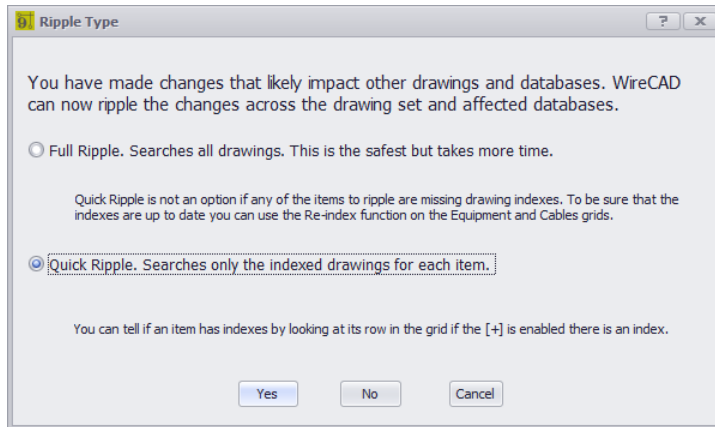 9 Ripple Type
? x
You have made changes that likely impact other drawings and databases. WireCAD
can now ripple the changes across the drawing set and affected databases.
Full Ripple. Searches all drawings. This is the safest but takes more time.
Quick Ripple is not an option if any of the items to ripple are missing drawing indexes. To be sure that the
indexes are up to date you can use the Re-index function on the Equipment and Cables grids.
Quick Ripple. Searches only the indexed drawings for each item.
You can tell if an item has indexes by looking at its row in the grid if the [+] is enabled there is an index.
Yes No Cancel